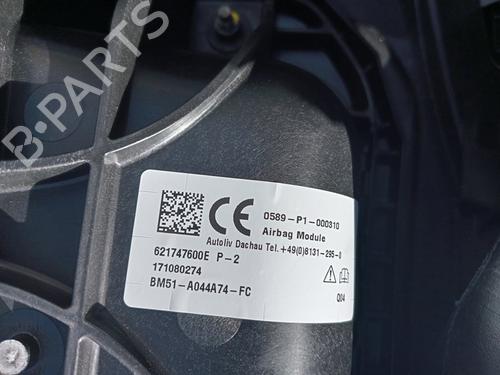 B-PARTS
CE
0589-P1-000310
Airbag Module
Autoliv Dachau Tel.+49(0)8131-295-0
621747600E P-2
171080274
BM51-A044A74-FC
Q04